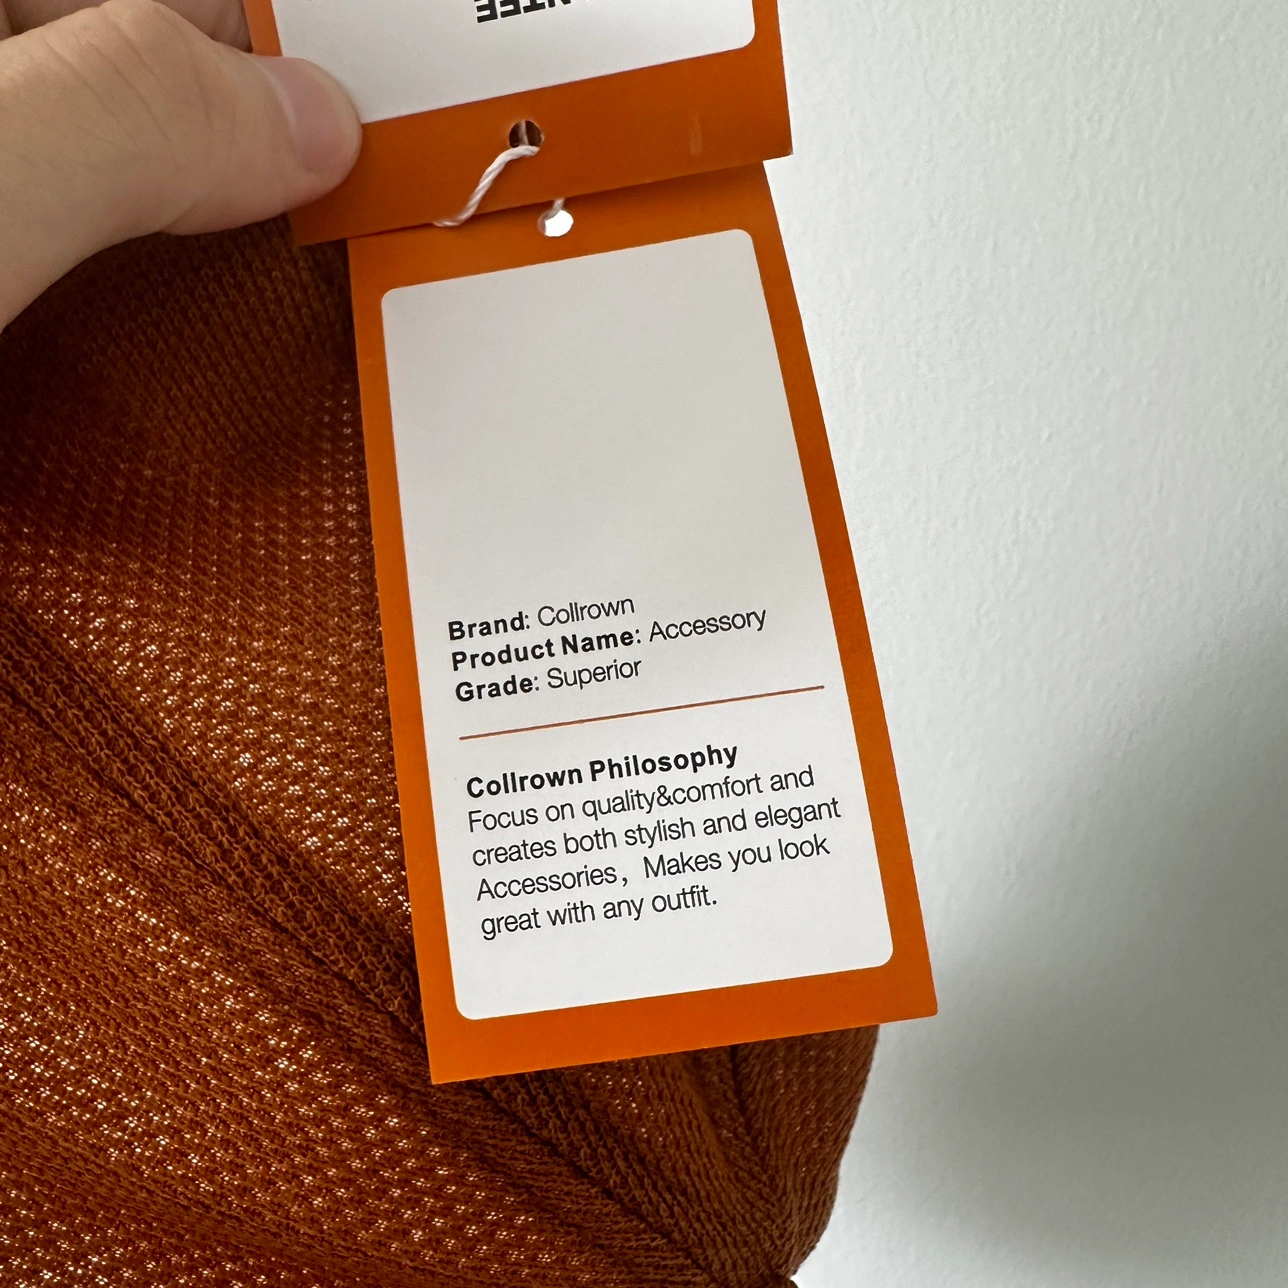 Brand: Collrown
Product Name: Accessory
Grade: Superior
Collrown Philosophy
Focus on quality&comfort and
creates both stylish and elegant
Accessories，Makes you look
great with any outfit.